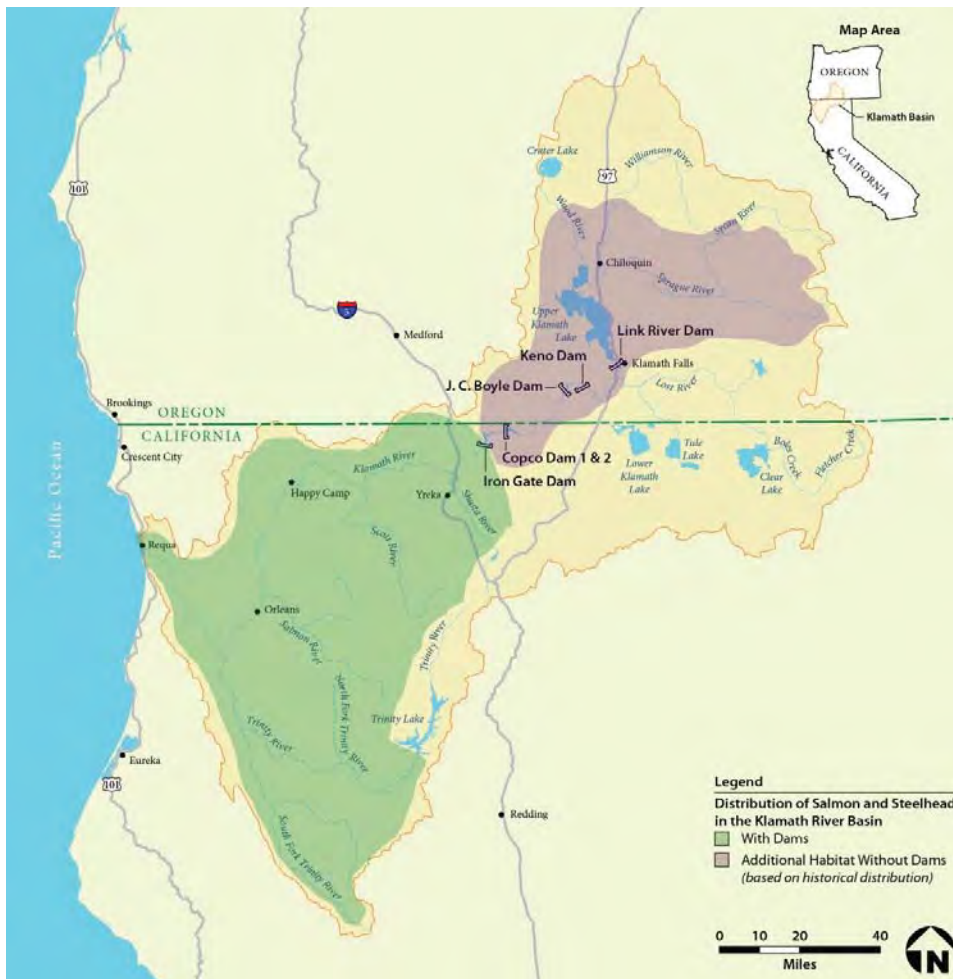 Map Area
OREGON
Klamath Basin
CALIFORNIA
Crater Lake
Williamson River
97
101
Wood River
Sycan River
Chiloquin
Sprague River
5
Upper
Klamath
Lake
Medford
Link River Dam
Keno Dam
Klamath Falls
J. C. Boyle Dam
Lost River
Brookings
OREGON
CALIFORNIA
Crescent City
Klamath River
Copco Dam 1 & 2
Iron Gate Dam
Lower
Klamath
Lake
Tule
Lake
Clear
Lake
Boles
Creek
Fletcher Creek
Happy Camp
Yreka
Shasta River
Pacific Ocean
Scott River
Requa
Orleans
Salmon River
Trinity River
North Fork Trinity River
Trinity Lake
Trinity River
Eureka
101
Redding
South Fork Trinity River
Legend
Distribution of Salmon and Steelhead
in the Klamath River Basin
With Dams
Additional Habitat Without Dams
(based on historical distribution)
0 10 20 40
Miles
N